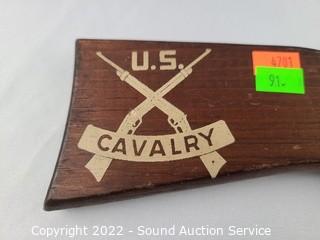 U.S.
4701
91.
CAVALRY
Copyright 2022 - Sound Auction Service